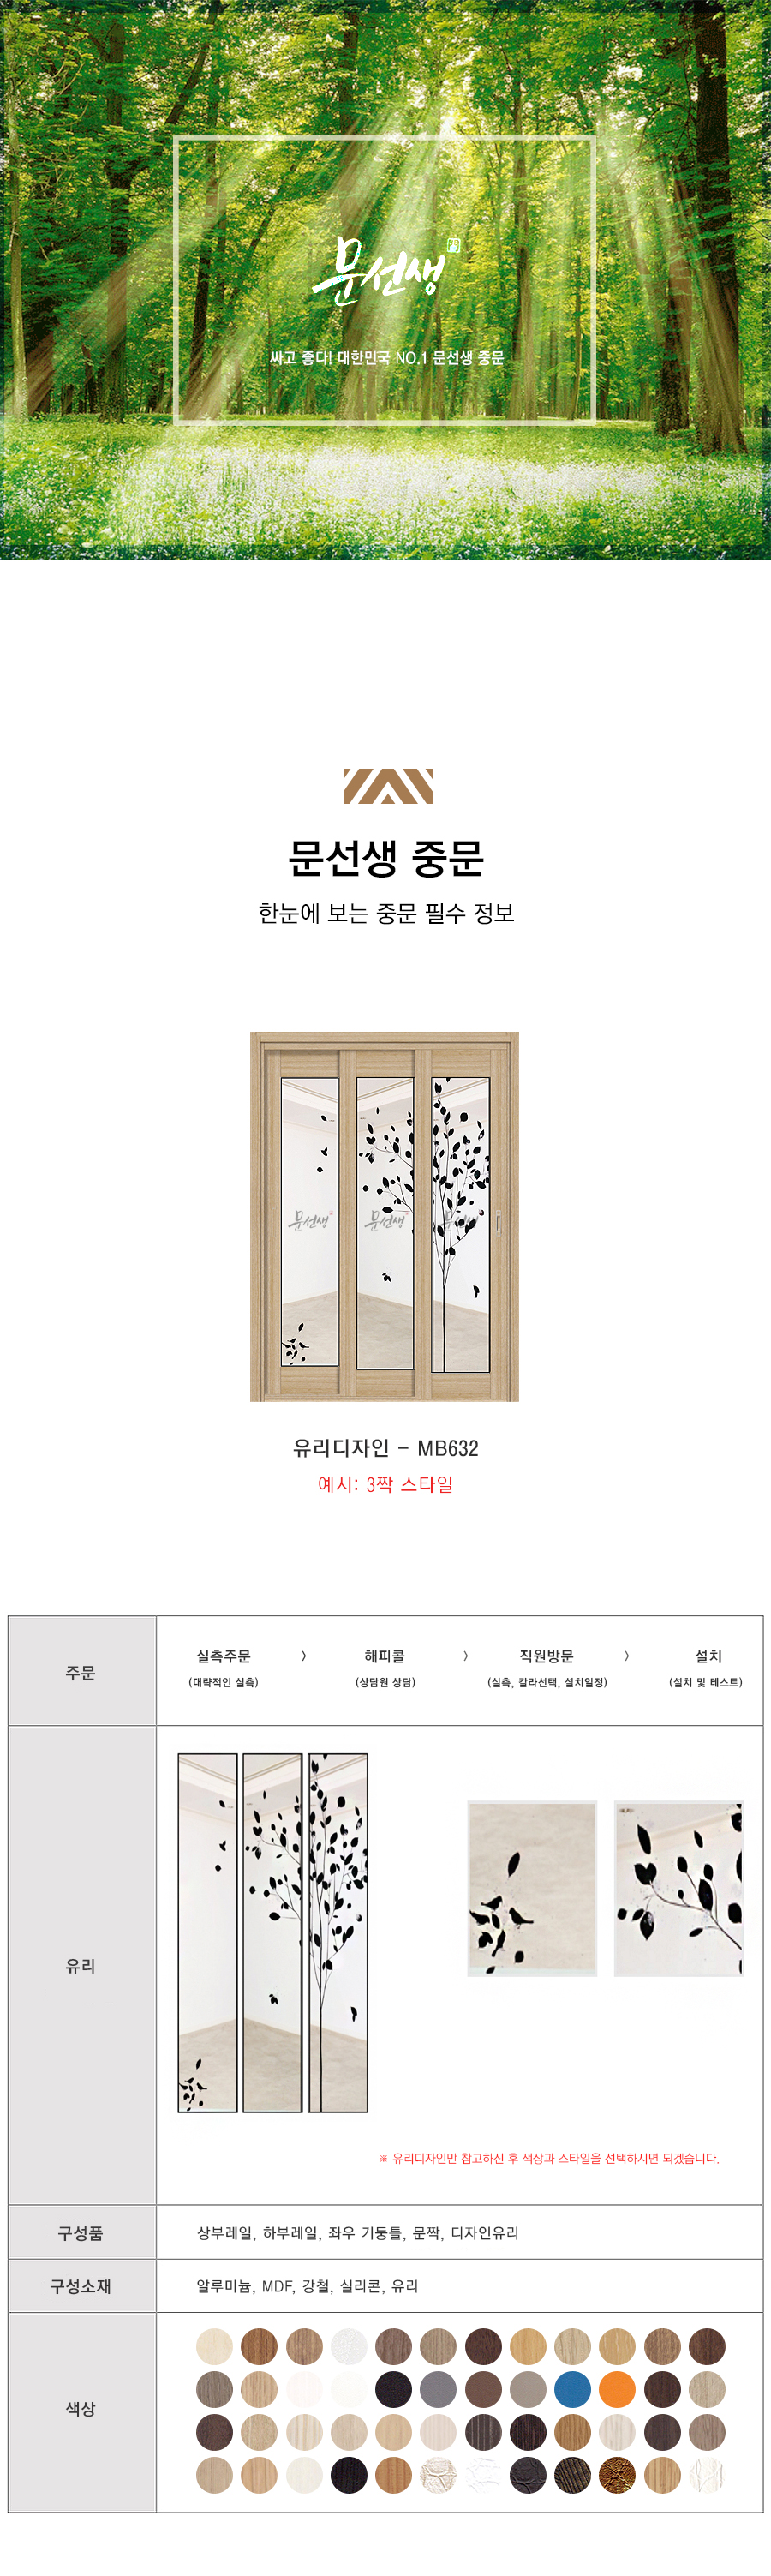 문선생
싸고 좋다! 대한민국 NO.1 문선생 중문
문선생 중문
한눈에 보는 중문 필수 정보
문선생 문선생 문선생
유리디자인 - MB632
예시: 3짝 스타일
주문
실측주문 > 해피콜 > 직원방문 > 설치
(대략적인 실측) (상담원 상담) (실측, 칼라선택, 설치일정) (설치 및 테스트)
유리
※ 유리디자인만 참고하신 후 색상과 스타일을 선택하시면 되겠습니다.
구성품 상부레일, 하부레일, 좌우 기둥틀, 문짝, 디자인유리
구성소재 알루미늄, MDF, 강철, 실리콘, 유리
색상